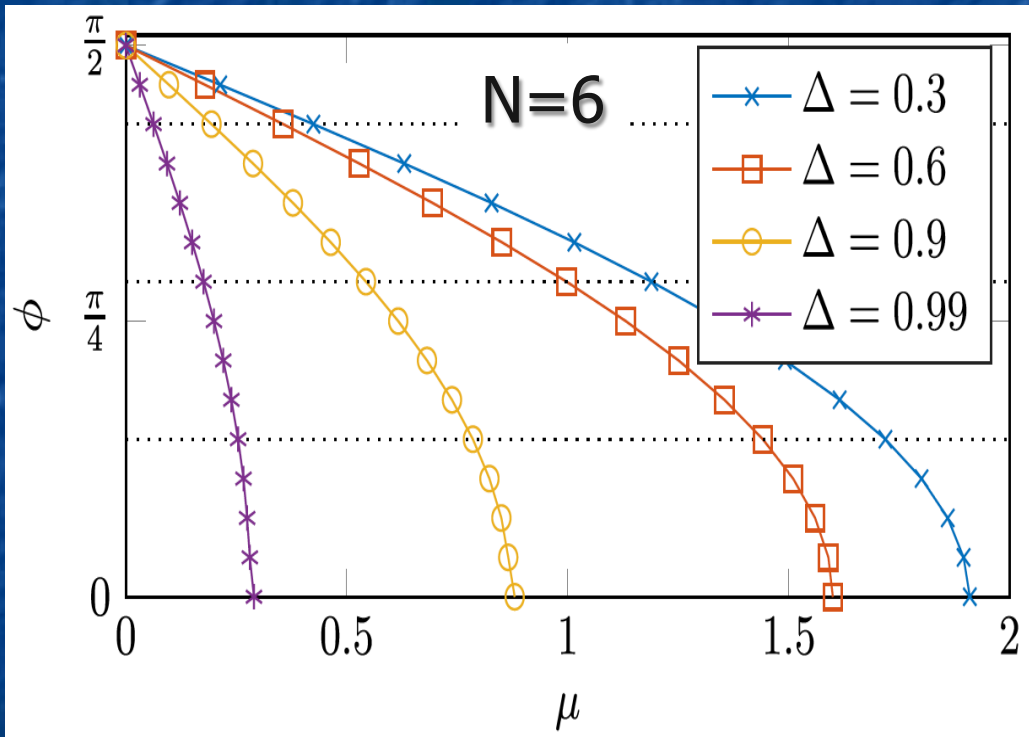 π/2
N=6
Δ = 0.3
Δ = 0.6
Δ = 0.9
Δ = 0.99
ϕ
π/4
0
0 0.5 1 1.5 2
μ